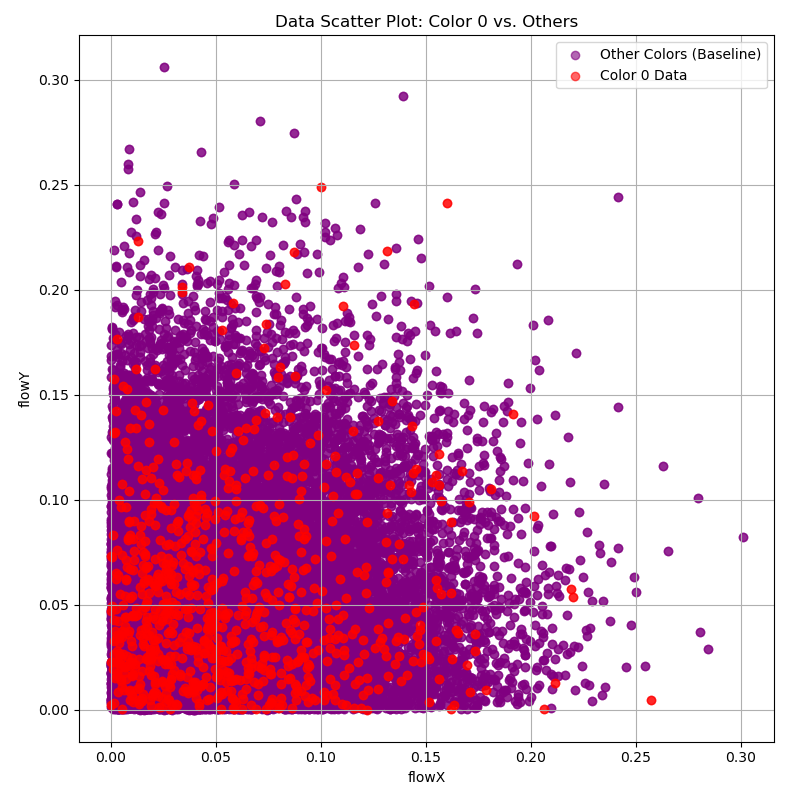 Data Scatter Plot: Color 0 vs. Others
Other Colors (Baseline)
Color 0 Data
flowY
0.30
0.25
0.20
0.15
0.10
0.05
0.00
0.00 0.05 0.10 0.15 0.20 0.25 0.30
flowX